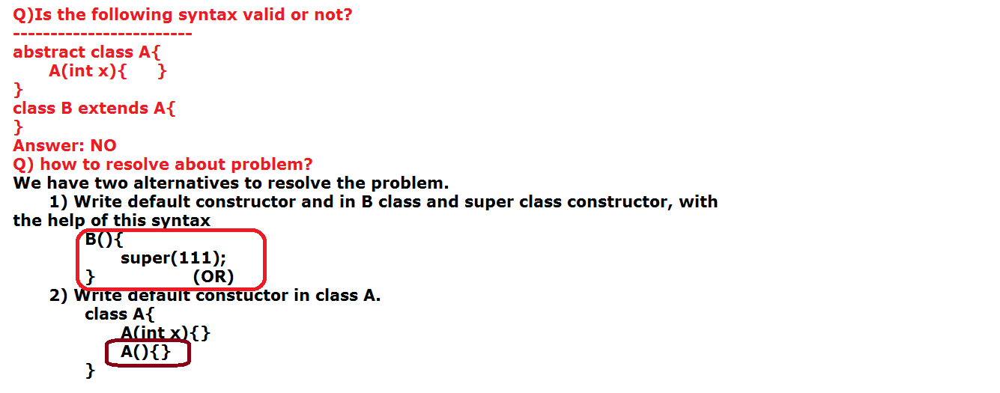 Q)Is the following syntax valid or not?
------------------------
abstract class A{
A(int x){ }
}
class B extends A{
}
Answer: NO
Q) how to resolve about problem?
We have two alternatives to resolve the problem.
1) Write default constructor and in B class and super class constructor, with
the help of this syntax
B(){
super(111);
} (OR)
2) Write default constuctor in class A.
class A{
A(int x){}
A(){}
}